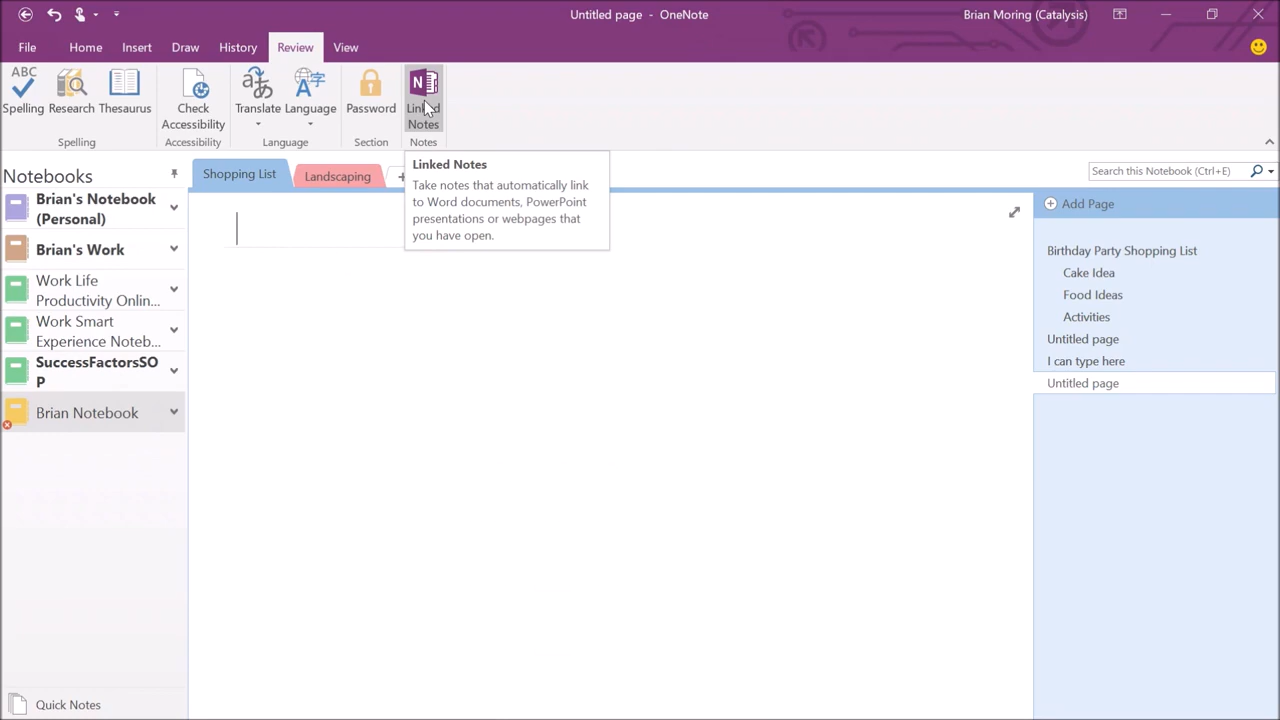 Untitled page - OneNote
Brian Moring (Catalysis)
File Home Insert Draw History Review View
ABC
Spelling
Research
Thesaurus
Check
Accessibility
Translate
Language
Password
N
Linked
Notes
Spelling
Accessibility
Language
Section
Notes
Linked Notes
Take notes that automatically link
to Word documents, PowerPoint
presentations or webpages that
you have open.
Notebooks
Brian's Notebook
(Personal)
Brian's Work
Work Life
Productivity Onlin...
Work Smart
Experience Noteb...
SuccessFactorsSO
P
Brian Notebook
Quick Notes
Shopping List
Landscaping
+
Search this Notebook (Ctrl+E)
Add Page
Birthday Party Shopping List
Cake Idea
Food Ideas
Activities
Untitled page
I can type here
Untitled page